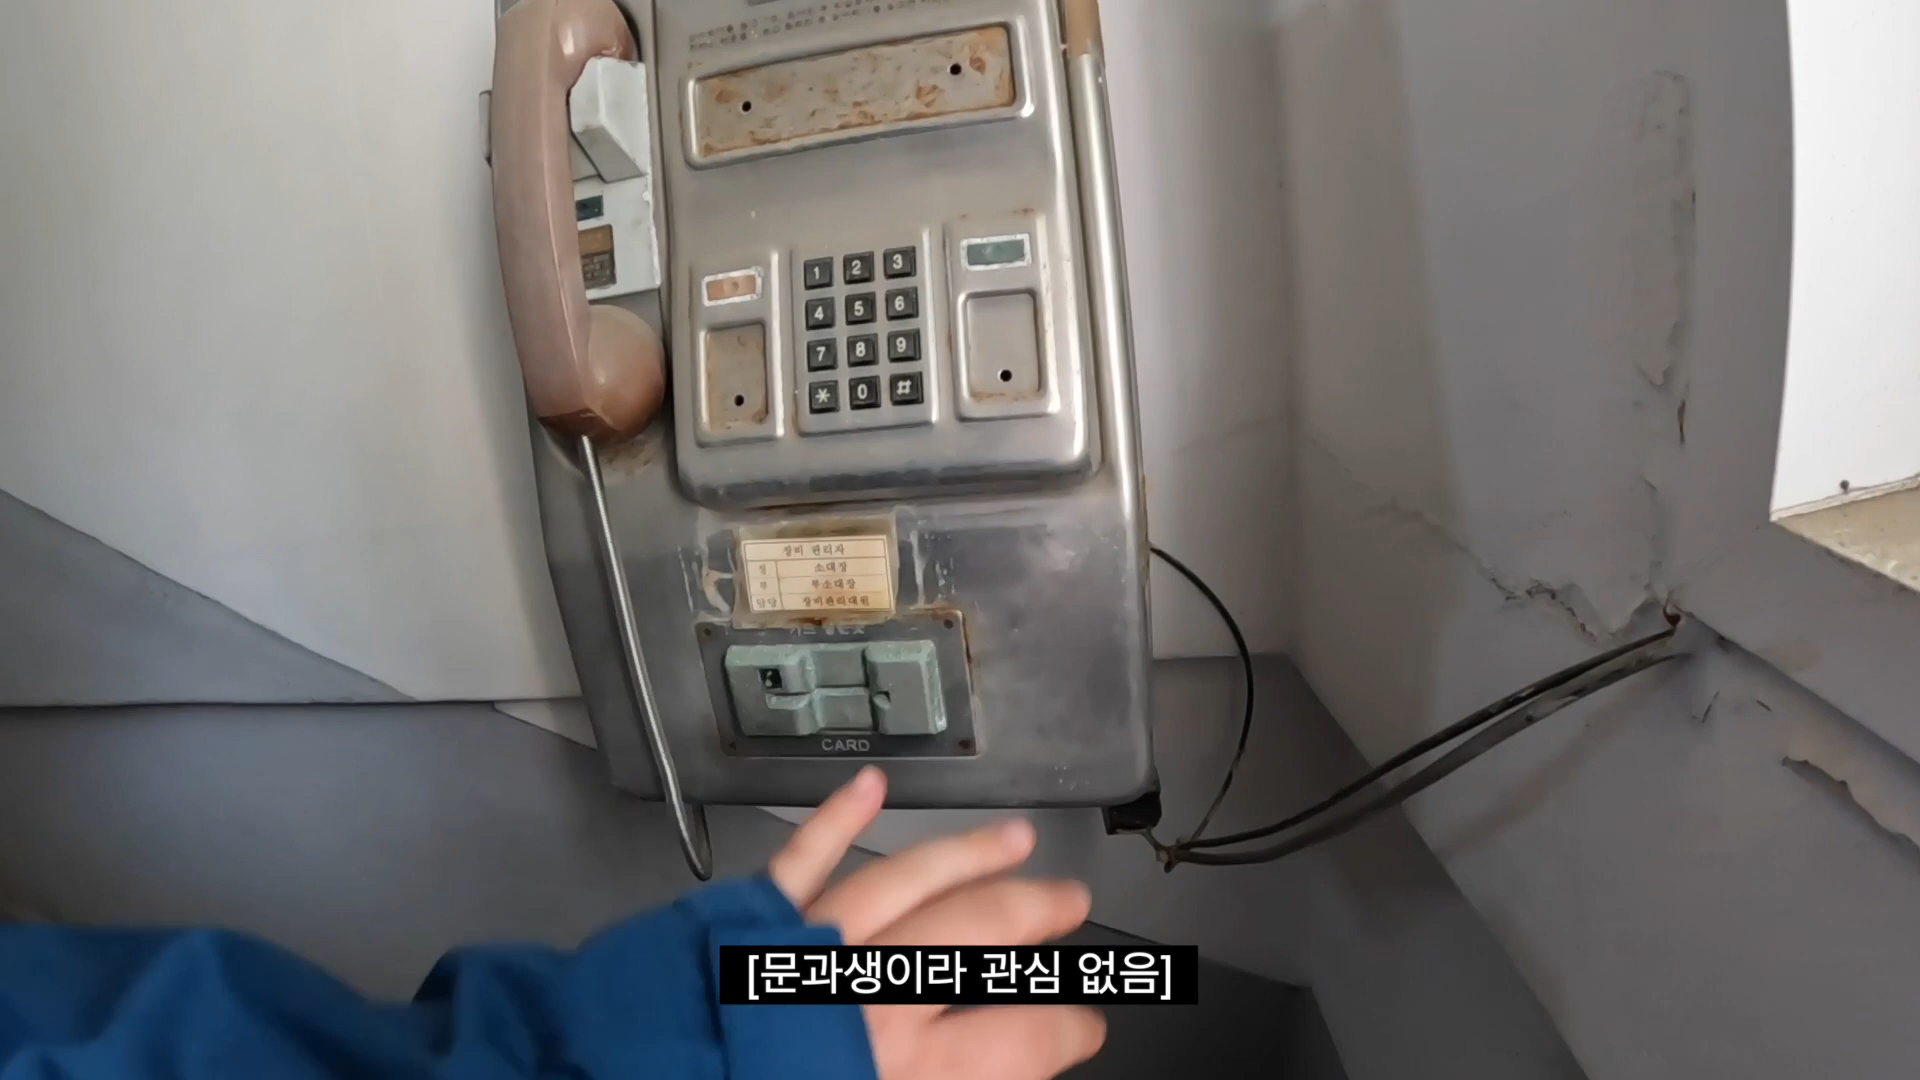 1 2 3
4 5 6
7 8 9
* 0 #
장비 관리자
정 소대장
부 부소대장
담당 장비관리대원
CARD
[문과생이라 관심 없음]